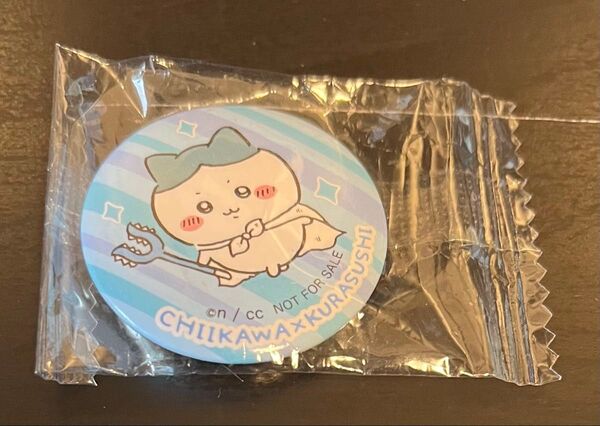 ©n / cc NOT FOR SALE
CHIIKAWA×KURASUSHI